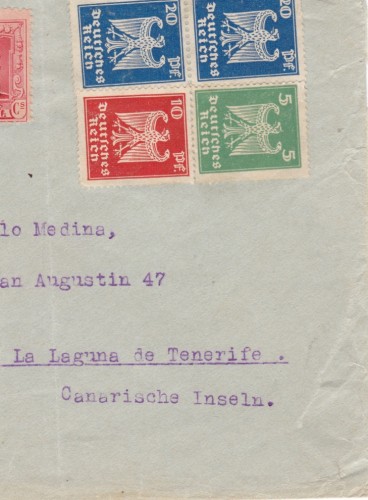 20 Pf.
Deutsches
Reich
20 Pf.
Deutsches
Reich
10 Pf.
Deutsches
Reich
5
Deutsches
Reich
lo Medina,
an Augustin 47
La Laguna de Tenerife .
Canarische Inseln.